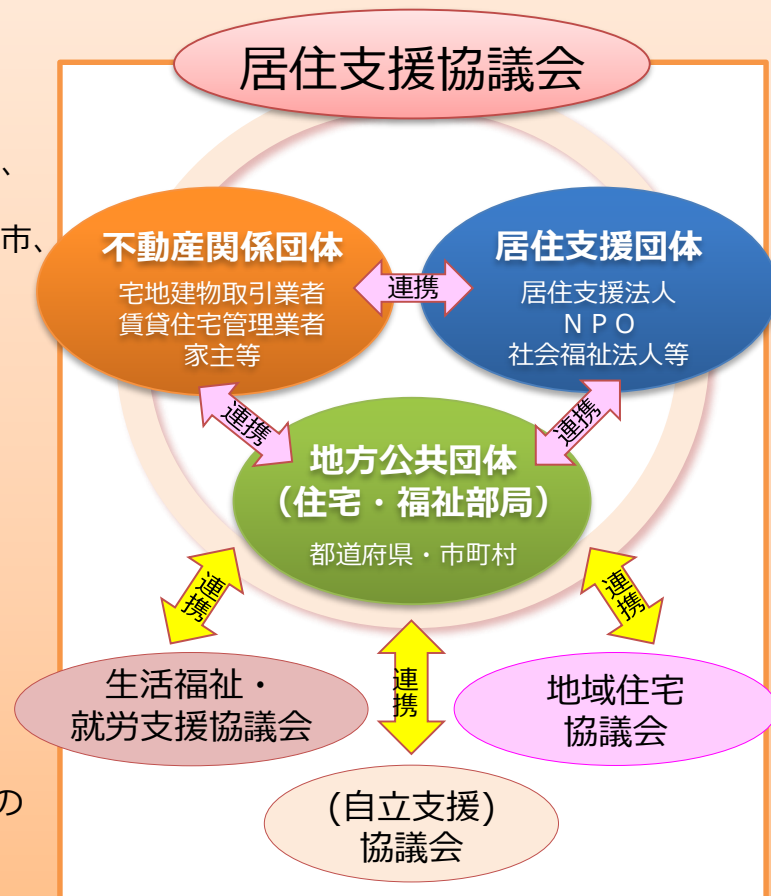 居住支援協議会
、
市、
不動産関係団体
宅地建物取引業者
賃貸住宅管理業者
家主等
連携
居住支援団体
居住支援法人
ＮＰＯ
社会福祉法人等
連携
連携
地方公共団体
（住宅・福祉部局）
都道府県・市町村
連携
連携
連携
生活福祉・
就労支援協議会
地域住宅
協議会
の
(自立支援)
協議会